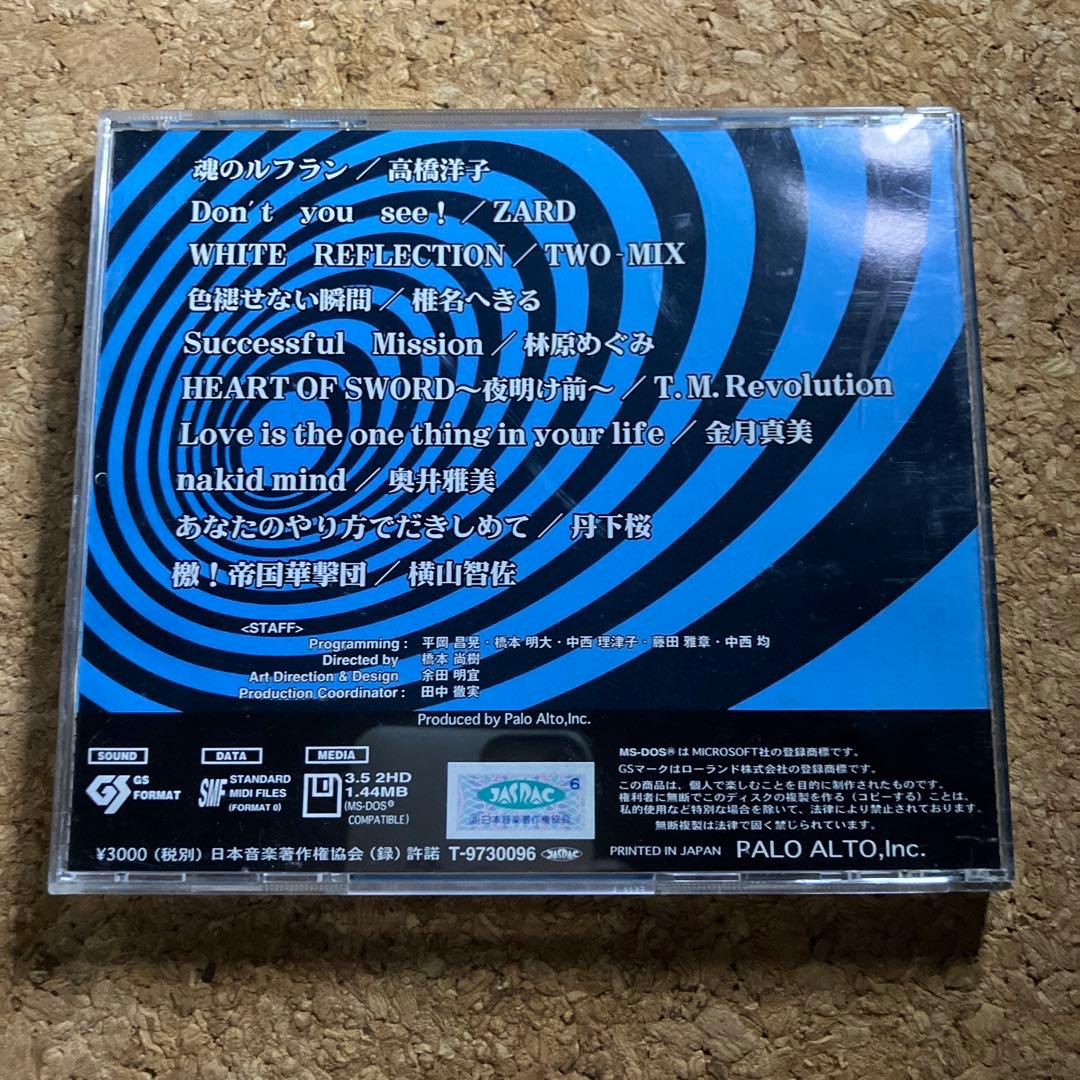 魂のルフラン／高橋洋子
Don't you see！／ZARD
WHITE REFLECTION／TWO-MIX
色褪せない瞬間／椎名へきる
Successful Mission／林原めぐみ
HEART OF SWORD〜夜明け前〜／T.M.Revolution
Love is the one thing in your life／金月真美
nakid mind／奥井雅美
あなたのやり方でだきしめて／丹下桜
檄！帝国華撃団／横山智佐
<STAFF>
Programming： 平岡 昌晃・橋本 明大・中西 理津子・藤田 雅章・中西 均
Directed by 橋本 尚樹
Art Direction & Design 余田 明宜
Production Coordinator： 田中 徹実
Produced by Palo Alto,Inc.
SOUND
GS FORMAT
DATA
SMF STANDARD MIDI FILES (FORMAT 0)
MEDIA
3.5 2HD
1.44MB
(MS-DOS® COMPATIBLE)
6
JASRAC
(社)日本音楽著作権協会
MS-DOS®はMICROSOFT社の登録商標です。
GSマークはローランド株式会社の登録商標です。
この商品は、個人で楽しむことを目的に制作されたものです。
権利者に無断でこのディスクの複製を作る（コピーする）ことは、
私的使用など特別な場合を除いて、法律により禁止されております。
無断複製は法律で固く禁じられています。
¥3000（税別）日本音楽著作権協会（録）許諾 T-9730096 JASRAC
PRINTED IN JAPAN PALO ALTO,Inc.